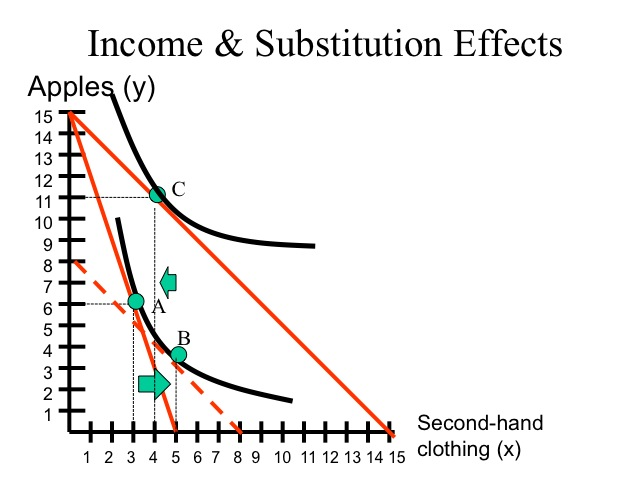 Income & Substitution Effects
Apples (y)
15
14
13
12
11
10
9
8
7
6
5
4
3
2
1
C
A
B
1 2 3 4 5 6 7 8 9 10 11 12 13 14 15
Second-hand
clothing (x)